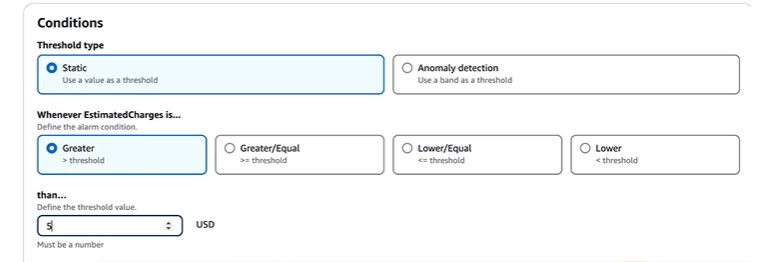 Conditions
Threshold type
Static
Use a value as a threshold
Anomaly detection
Use a band as a threshold
Whenever EstimatedCharges is...
Define the alarm condition.
Greater
> threshold
Greater/Equal
>= threshold
Lower/Equal
<= threshold
Lower
< threshold
than...
Define the threshold value.
5
USD
Must be a number